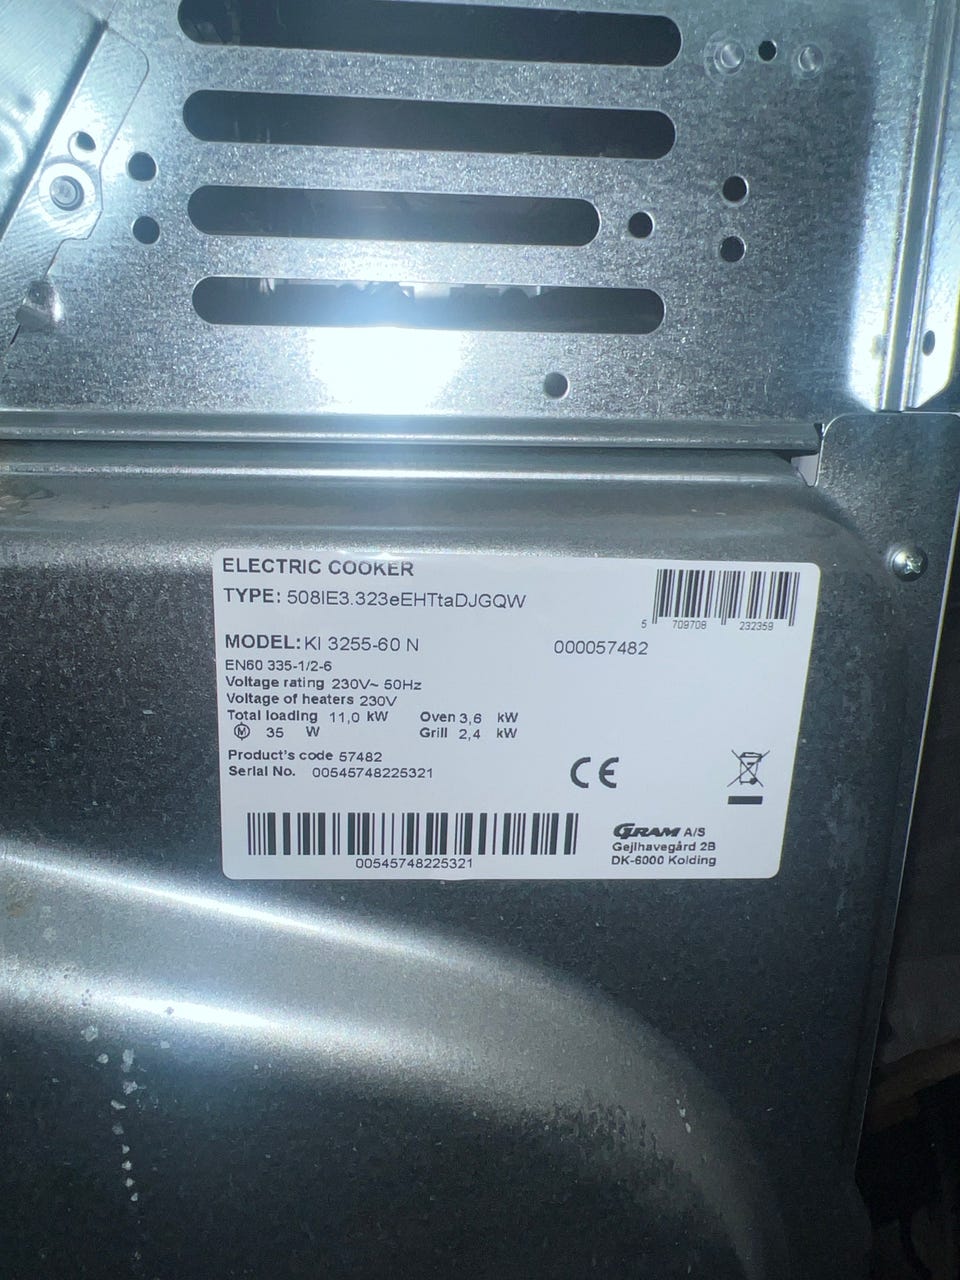 ELECTRIC COOKER
TYPE: 508IE3.323eEHTtaDJGQW
5 709708 232359
MODEL: KI 3255-60 N 000057482
EN60 335-1/2-6
Voltage rating 230V~ 50Hz
Voltage of heaters 230V
Total loading 11,0 kW Oven 3,6 kW
M 35 W Grill 2,4 kW
Product's code 57482
Serial No. 00545748225321
CE
00545748225321
GRAM A/S
Gejlhavegård 2B
DK-6000 Kolding